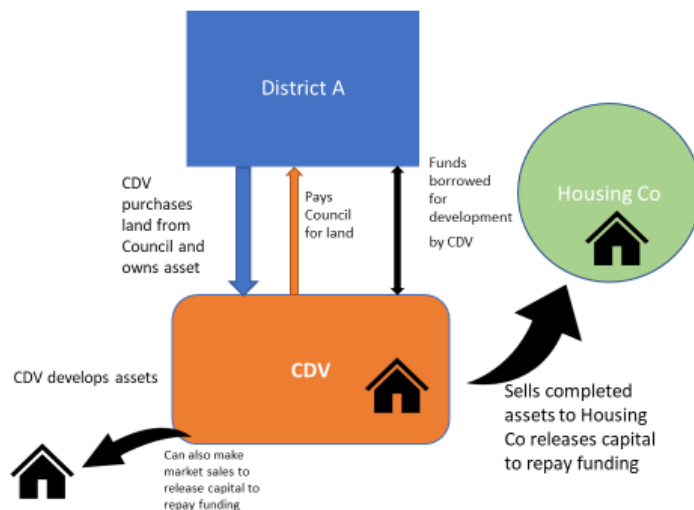 District A
CDV
purchases
land from
Council and
owns asset
Pays
Council
for land
Funds
borrowed
for
development
by CDV
Housing Co
CDV
CDV develops assets
Sells completed
assets to Housing
Co releases capital
to repay funding
Can also make
market sales to
release capital to
repay funding